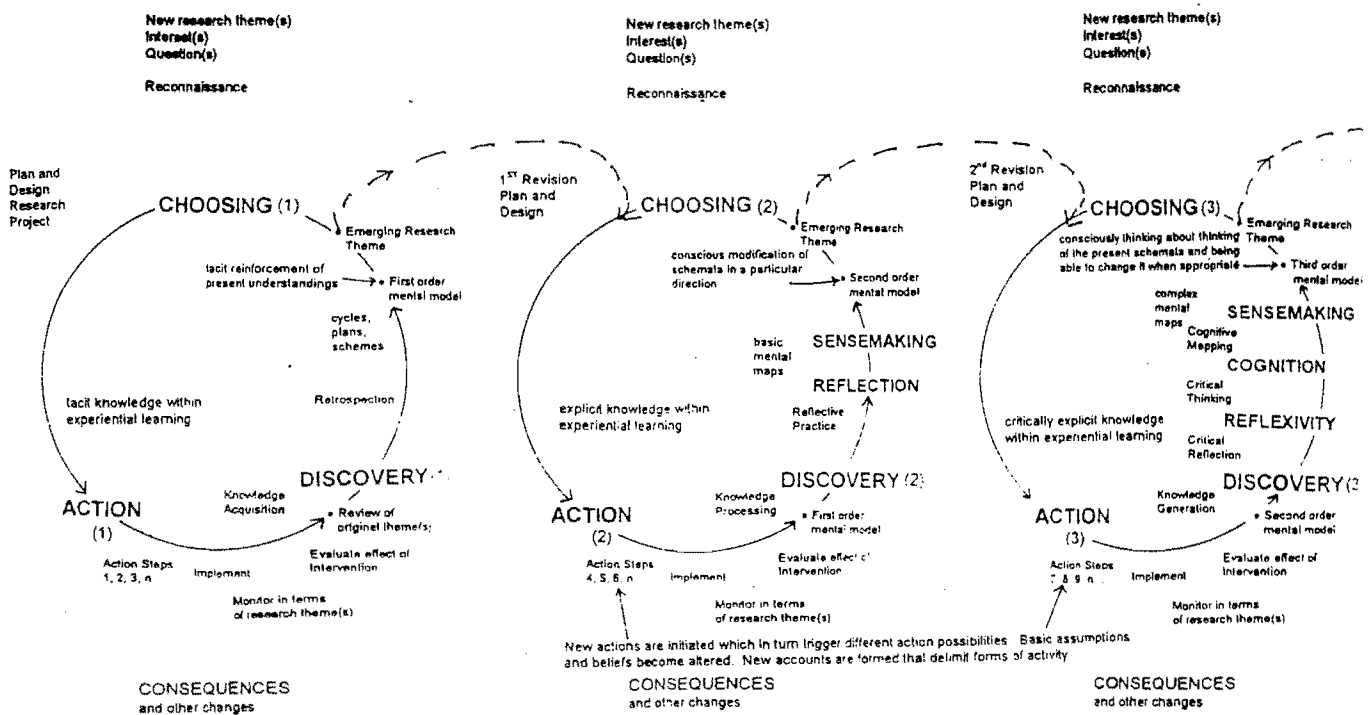 New research theme(s)
Interest(s)
Question(s)
Reconnaissance
New research theme(s)
Interest(s)
Question(s)
Reconnaissance
New research theme(s)
Interest(s)
Question(s)
Reconnaissance
Plan and
Design
Research
Project
CHOOSING (1)
Emerging Research
Theme
tacit reinforcement of
present understandings
First order
mental model
cycles,
plans,
schemes
Retrospection
tacit knowledge within
experiential learning
DISCOVERY
Knowledge
Acquisition
Review of
original theme(s)
ACTION
(1)
Action Steps
1, 2, 3, n
Implement
Evaluate effect of
Intervention
Monitor in terms
of research theme(s)
CONSEQUENCES
and other changes
1ST Revision
Plan and
Design
CHOOSING (2)
Emerging Research
Theme
conscious modification of
schemata in a particular
direction
Second order
mental model
basic
mental
maps
SENSEMAKING
REFLECTION
Reflective
Practice
explicit knowledge within
experiential learning
DISCOVERY (2)
Knowledge
Processing
First order
mental model
ACTION
(2)
Action Steps
4, 5, 6, n
Implement
Evaluate effect of
Intervention
Monitor in terms
of research theme(s)
New actions are initiated which in turn trigger different action possibilities Basic assumptions
and beliefs become altered. New accounts are formed that delimit forms of activity
CONSEQUENCES
and other changes
2nd Revision
Plan and
Design
CHOOSING (3)
Emerging Research
Theme
consciously thinking about thinking
of the present schemata and being
able to change it when appropriate
Third order
mental model
complex
mental
maps
SENSEMAKING
Cognitive
Mapping
COGNITION
Critical
Thinking
REFLEXIVITY
Critical
Reflection
critically explicit knowledge
within experiential learning
DISCOVERY (3
Knowledge
Generation
Second order
mental model
ACTION
(3)
Action Steps
8 9 n
Implement
Evaluate effect of
Intervention
Monitor in terms
of research theme(s)
CONSEQUENCES
and other changes